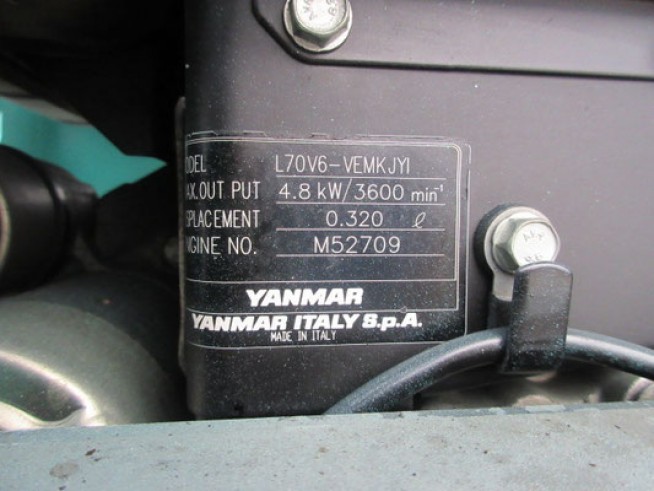 ODEL L70V6-VEMKJYI
AX.OUT PUT 4.8 kW/3600 min-1
SPLACEMENT 0.320 ℓ
NGINE NO. M52709
YANMAR
YANMAR ITALY S.p.A.
MADE IN ITALY